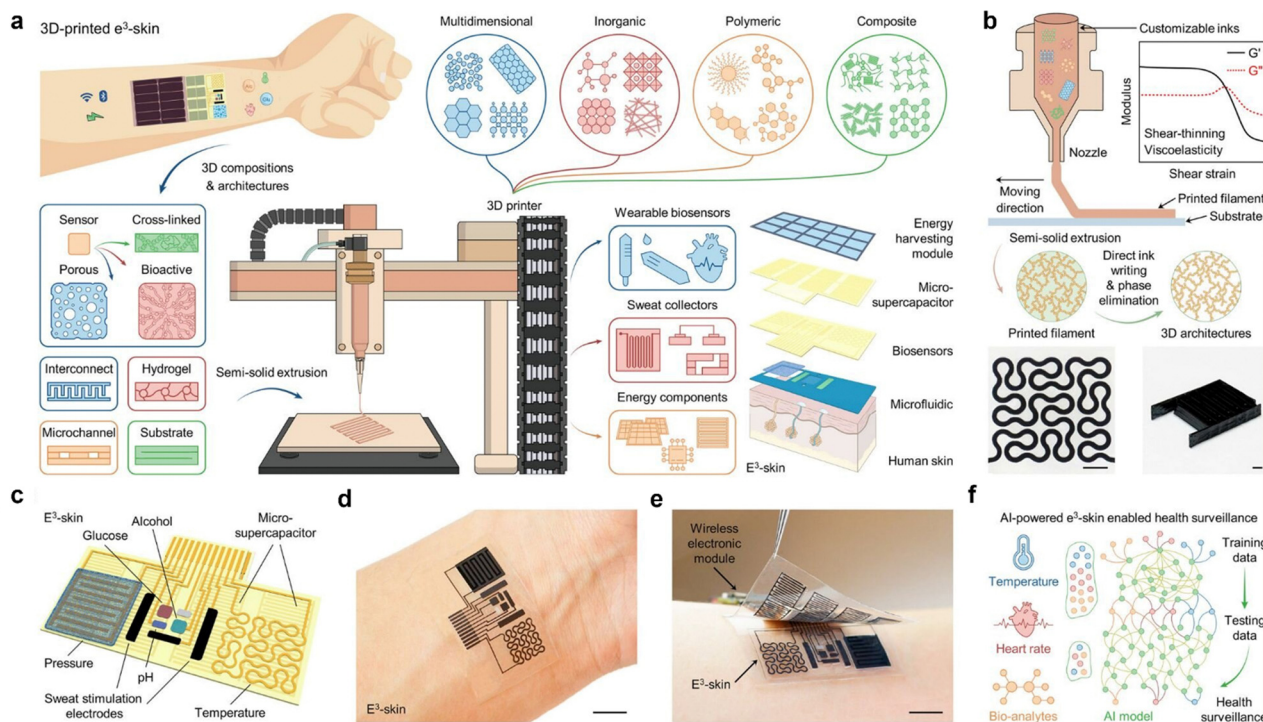 a
3D-printed e³-skin
Multidimensional
Inorganic
Polymeric
Composite
3D compositions
& architectures
3D printer
Sensor
Cross-linked
Porous
Bioactive
Interconnect
Hydrogel
Microchannel
Substrate
Semi-solid extrusion
Wearable biosensors
Sweat collectors
Energy components
Energy
harvesting
module
Micro-
supercapacitor
Biosensors
Microfluidic
Human skin
E³-skin
b
Customizable inks
G'
G"
Modulus
Shear-thinning
Viscoelasticity
Shear strain
Nozzle
Moving
direction
Printed filament
Substrate
Semi-solid extrusion
Direct ink
writing
& phase
elimination
Printed filament
3D architectures
c
E³-skin
Alcohol
Glucose
Micro-
supercapacitor
Pressure
pH
Sweat stimulation
electrodes
Temperature
d
E³-skin
e
Wireless
electronic
module
E³-skin
f
AI-powered e³-skin enabled health surveillance
Temperature
Heart rate
Bio-analytes
AI model
Training
data
Testing
data
Health
surveillance